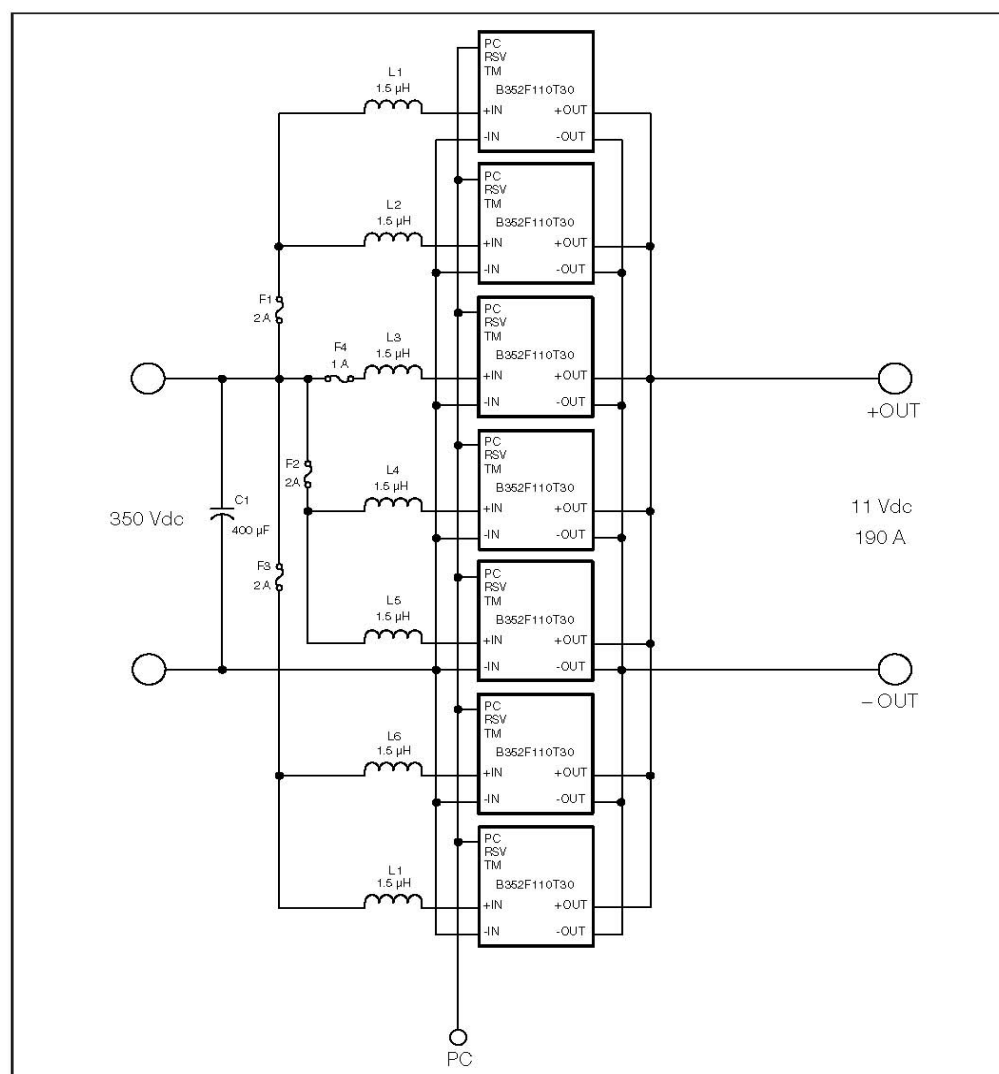 PC
RSV
TM
B352F110T30
+IN
+OUT
-IN
-OUT
L1
1.5 µH
PC
RSV
TM
B352F110T30
+IN
+OUT
-IN
-OUT
L2
1.5 µH
F1
2 A
PC
RSV
TM
B352F110T30
+IN
+OUT
-IN
-OUT
F4
1 A
L3
1.5 µH
+OUT
PC
RSV
TM
B352F110T30
+IN
+OUT
-IN
-OUT
F2
2A
L4
1.5 µH
350 Vdc
C1
400 µF
11 Vdc
190 A
F3
2 A
PC
RSV
TM
B352F110T30
+IN
+OUT
-IN
-OUT
L5
1.5 µH
– OUT
PC
RSV
TM
B352F110T30
+IN
+OUT
-IN
-OUT
L6
1.5 µH
PC
RSV
TM
B352F110T30
+IN
+OUT
-IN
-OUT
L1
1.5 µH
PC